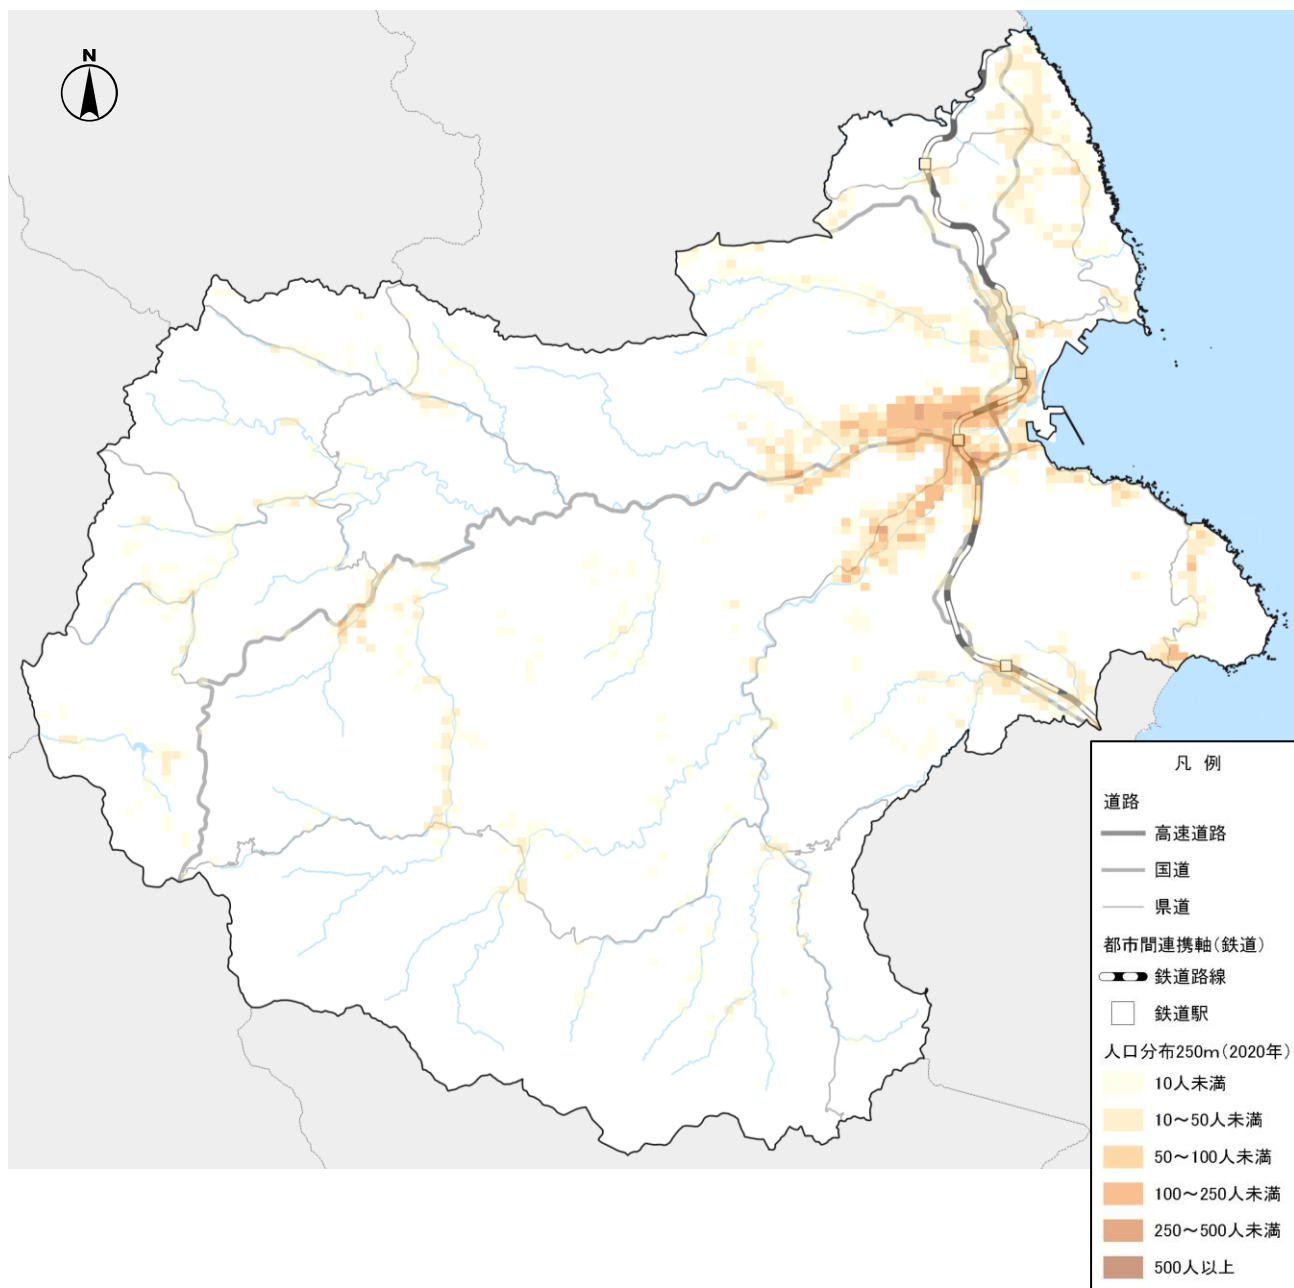 N
凡 例
道路
高速道路
国道
県道
都市間連携軸(鉄道)
鉄道路線
鉄道駅
人口分布250m(2020年)
10人未満
10~50人未満
50~100人未満
100~250人未満
250~500人未満
500人以上